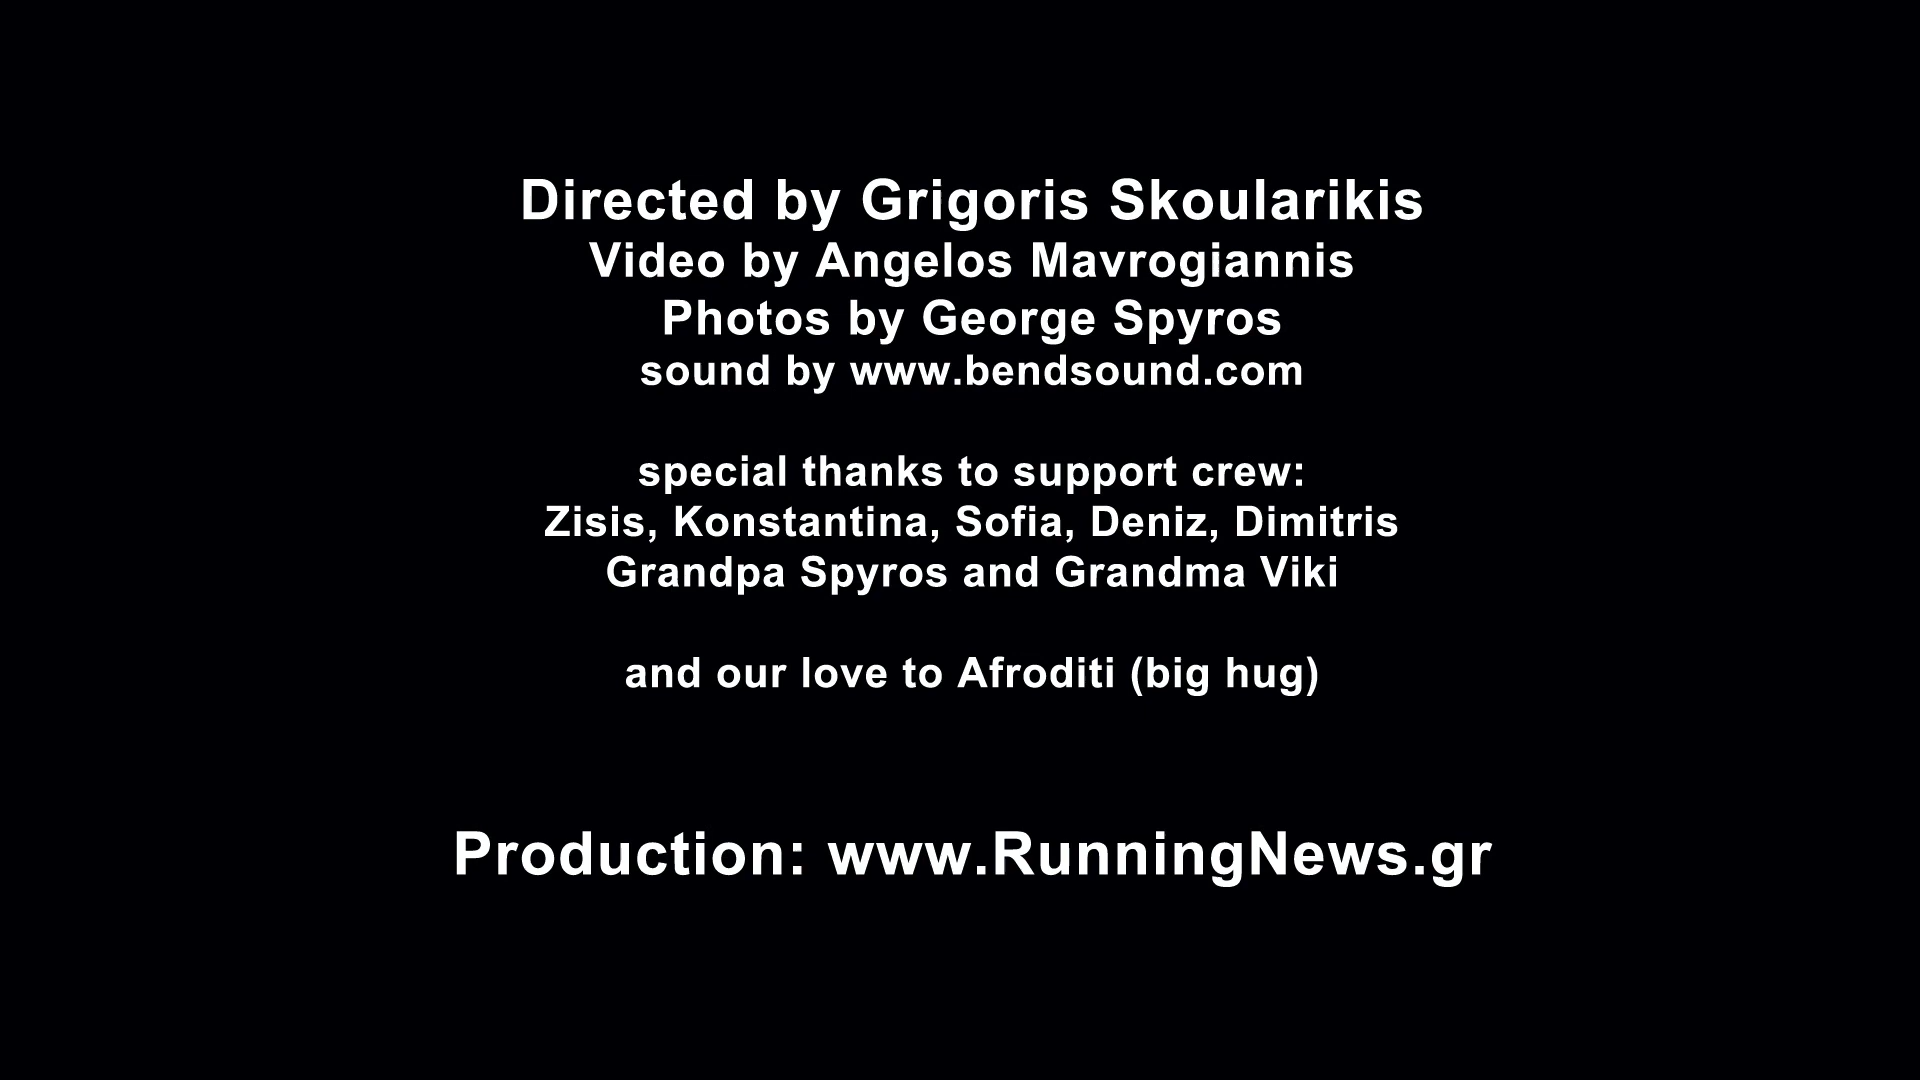 Directed by Grigoris Skoularikis
Video by Angelos Mavrogiannis
Photos by George Spyros
sound by www.bendsound.com
special thanks to support crew:
Zisis, Konstantina, Sofia, Deniz, Dimitris
Grandpa Spyros and Grandma Viki
and our love to Afroditi (big hug)
Production: www.RunningNews.gr